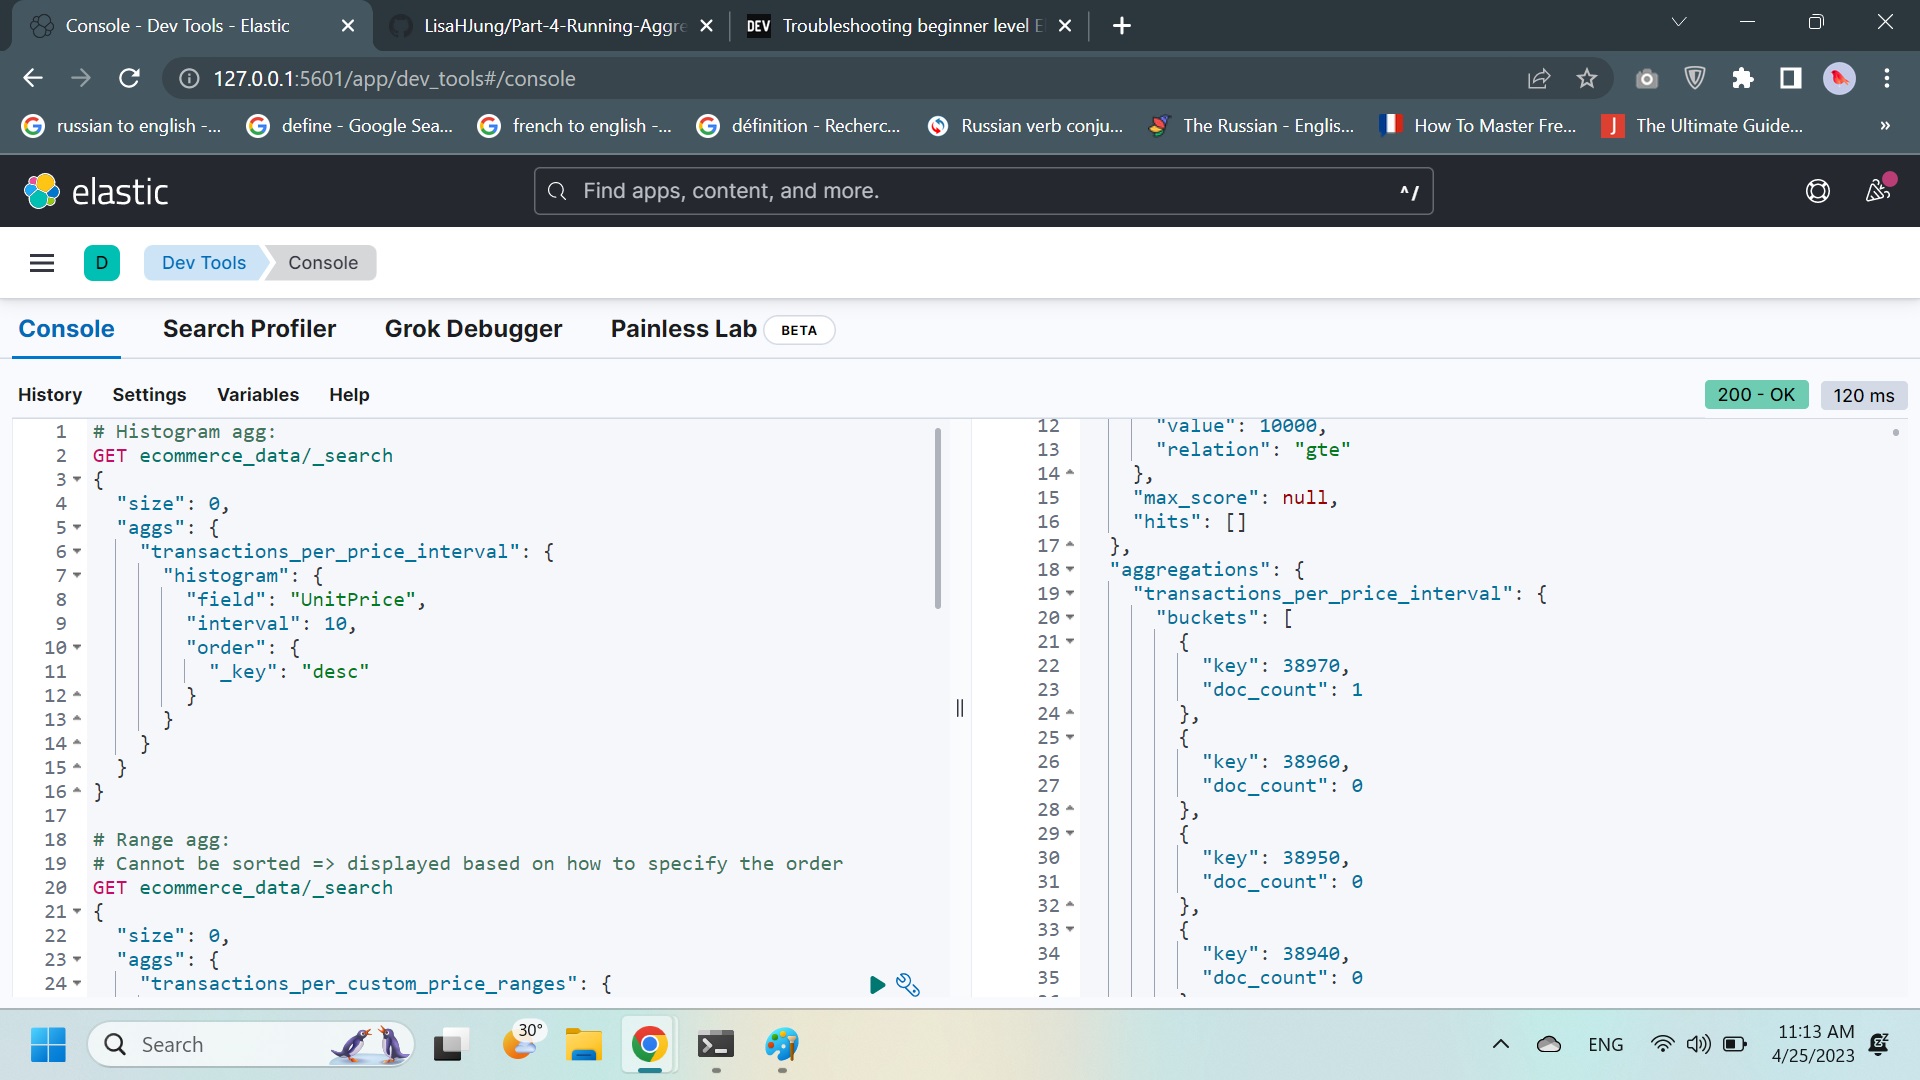 Console - Dev Tools - Elastic
LisaHJung/Part-4-Running-Aggre
DEV Troubleshooting beginner level E
127.0.0.1:5601/app/dev_tools#/console
russian to english -...
define - Google Sea...
french to english -...
définition - Recherc...
Russian verb conju...
The Russian - Englis...
How To Master Fre...
J The Ultimate Guide...
»
elastic
Find apps, content, and more.
^/
D
Dev Tools
Console
Console
Search Profiler
Grok Debugger
Painless Lab
BETA
History
Settings
Variables
Help
200 - OK
120 ms
1 # Histogram agg:
2 GET ecommerce_data/_search
3 {
4 "size": 0,
5 "aggs": {
6 "transactions_per_price_interval": {
7 "histogram": {
8 "field": "UnitPrice",
9 "interval": 10,
10 "order": {
11 "_key": "desc"
12 }
13 }
14 }
15 }
16 }
17
18 # Range agg:
19 # Cannot be sorted => displayed based on how to specify the order
20 GET ecommerce_data/_search
21 {
22 "size": 0,
23 "aggs": {
24 "transactions_per_custom_price_ranges": {
12 "value": 10000,
13 "relation": "gte"
14 },
15 "max_score": null,
16 "hits": []
17 },
18 "aggregations": {
19 "transactions_per_price_interval": {
20 "buckets": [
21 {
22 "key": 38970,
23 "doc_count": 1
24 },
25 {
26 "key": 38960,
27 "doc_count": 0
28 },
29 {
30 "key": 38950,
31 "doc_count": 0
32 },
33 {
34 "key": 38940,
35 "doc_count": 0
Search
30°
ENG
11:13 AM
4/25/2023